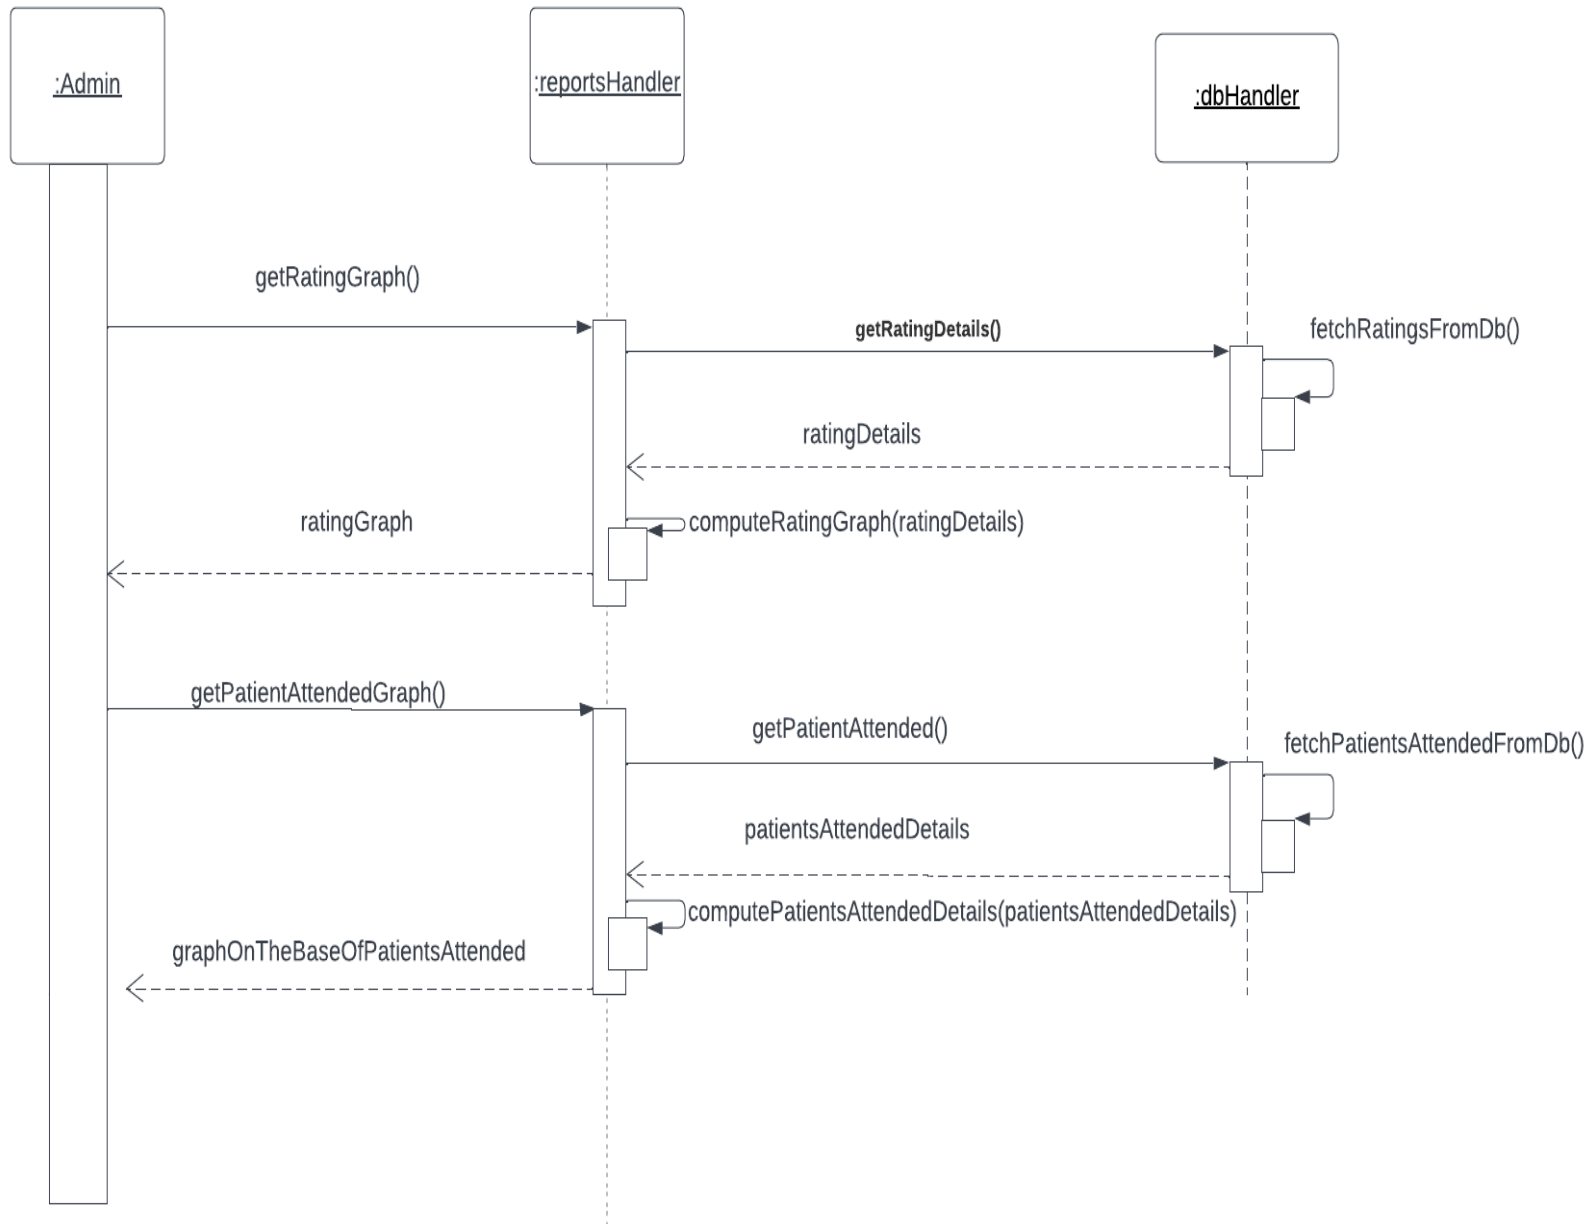 :Admin
:reportsHandler
:dbHandler
getRatingGraph()
getRatingDetails()
fetchRatingsFromDb()
ratingDetails
ratingGraph
computeRatingGraph(ratingDetails)
getPatientAttendedGraph()
getPatientAttended()
fetchPatientsAttendedFromDb()
patientsAttendedDetails
computePatientsAttendedDetails(patientsAttendedDetails)
graphOnTheBaseOfPatientsAttended